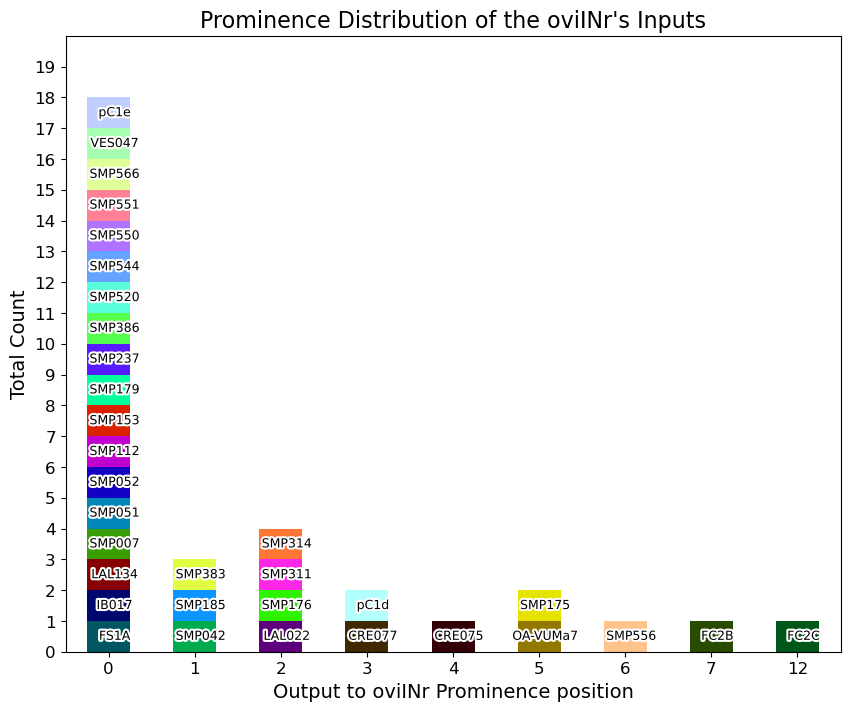 Prominence Distribution of the oviINr's Inputs
Total Count
19
18
17
16
15
14
13
12
11
10
9
8
7
6
5
4
3
2
1
0
pC1e
VES047
SMP566
SMP551
SMP550
SMP544
SMP520
SMP386
SMP237
SMP179
SMP153
SMP112
SMP052
SMP051
SMP007
LAL134
IB017
FS1A
SMP383
SMP185
SMP042
SMP314
SMP311
SMP176
LAL022
pC1d
CRE077
CRE075
SMP175
OA-VUMa7
SMP556
FC2B
FC2C
0 1 2 3 4 5 6 7 12
Output to oviINr Prominence position